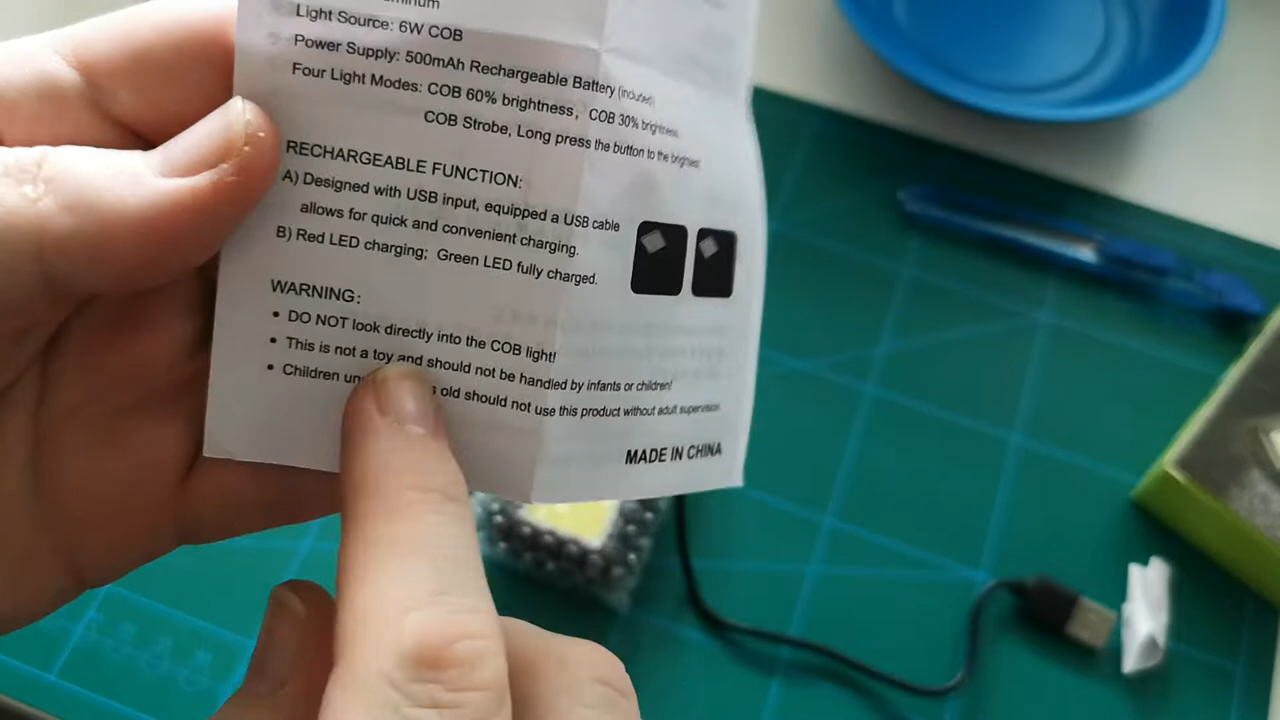 Light Source: 6W COB
Power Supply: 500mAh Rechargeable Battery (included)
Four Light Modes: COB 60% brightness, COB 30% brightness
COB Strobe, Long press the button to the brightest
RECHARGEABLE FUNCTION:
A) Designed with USB input, equipped a USB cable
allows for quick and convenient charging.
B) Red LED charging; Green LED fully charged.
WARNING:
• DO NOT look directly into the COB light!
• This is not a toy and should not be handled by infants or children!
• Children old should not use this product without adult supervision
MADE IN CHINA